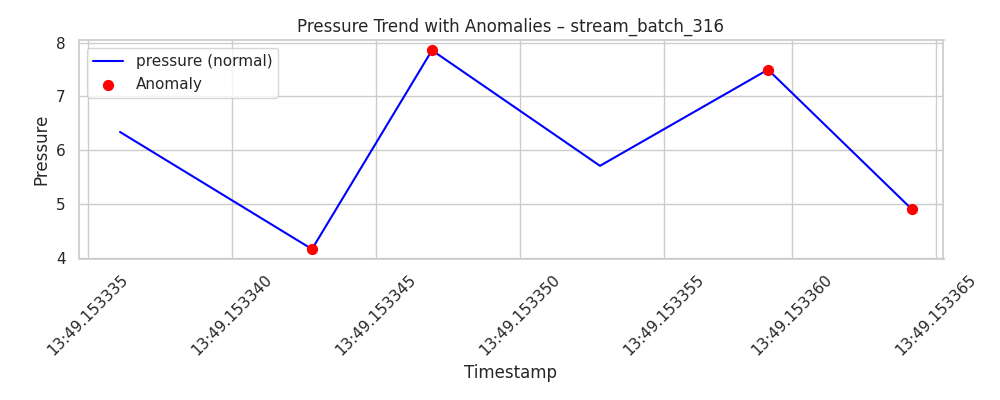 Pressure Trend with Anomalies – stream_batch_316
pressure (normal)
Anomaly
Pressure
8
7
6
5
4
13:49.153335
13:49.153340
13:49.153345
13:49.153350
13:49.153355
13:49.153360
13:49.153365
Timestamp